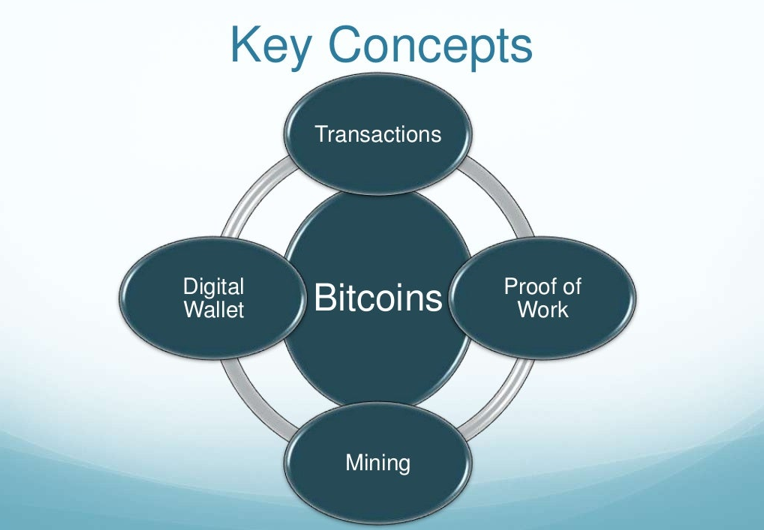 Key Concepts
Transactions
Digital
Wallet
Bitcoins
Proof of
Work
Mining